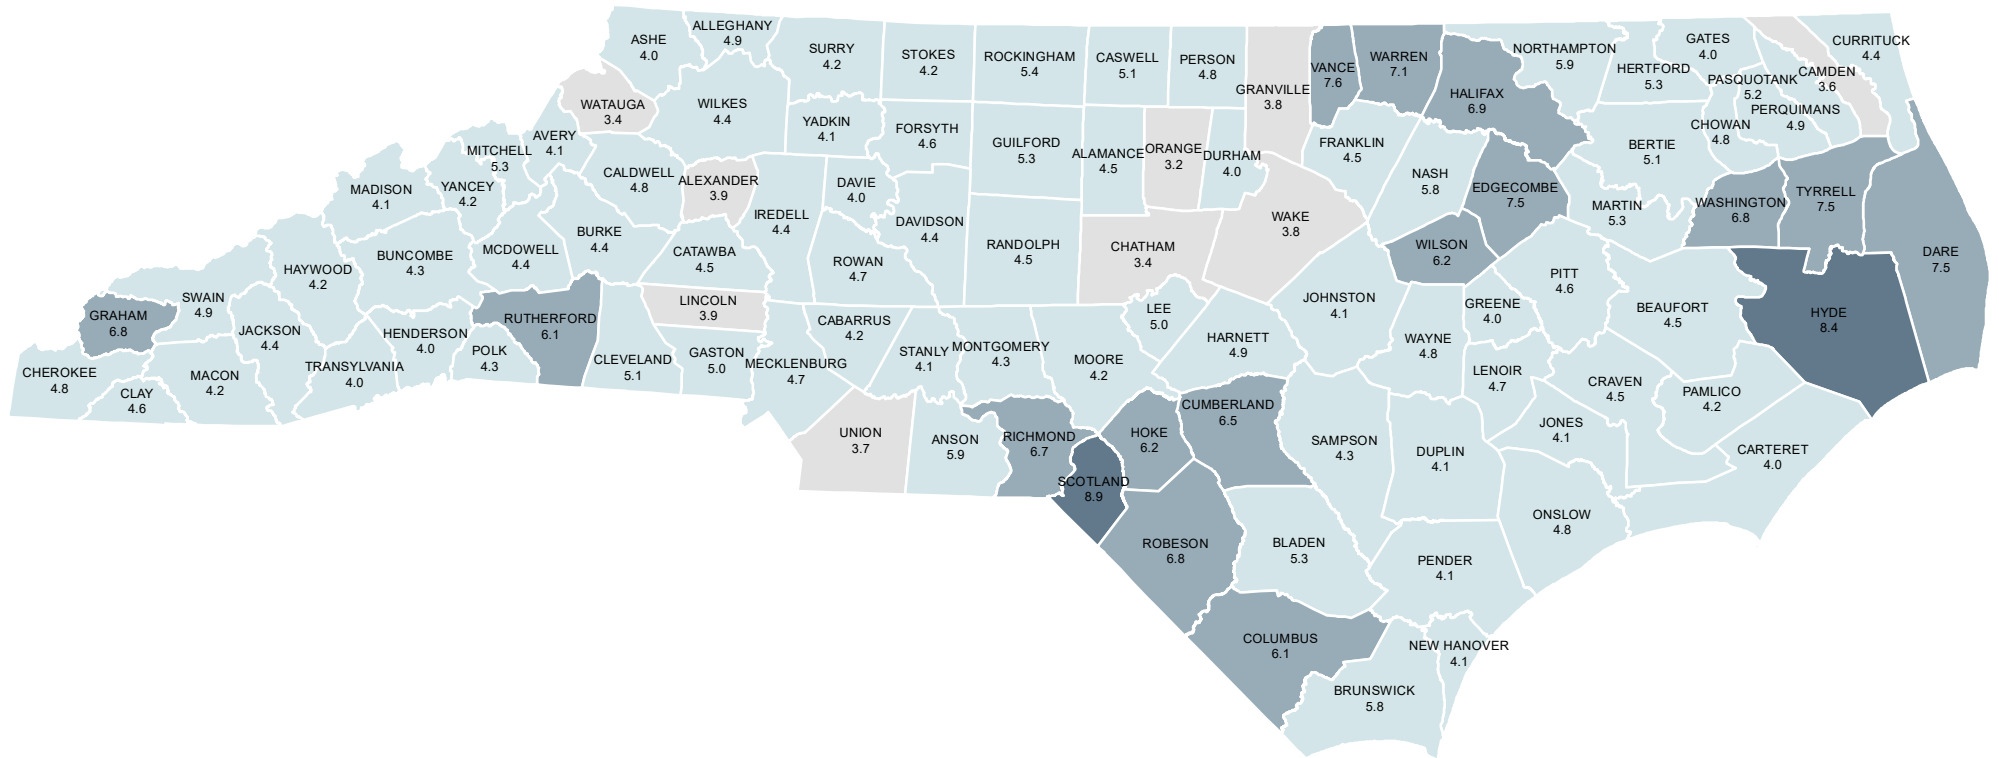 ALLEGHANY
4.9
ASHE
4.0
SURRY
4.2
STOKES
4.2
ROCKINGHAM
5.4
CASWELL
5.1
PERSON
4.8
GRANVILLE
3.8
VANCE
7.6
WARREN
7.1
HALIFAX
6.9
NORTHAMPTON
5.9
HERTFORD
5.3
GATES
4.0
PASQUOTANK
5.2
CAMDEN
3.6
CURRITUCK
4.4
PERQUIMANS
4.9
CHOWAN
4.8
WATAUGA
3.4
WILKES
4.4
YADKIN
4.1
FORSYTH
4.6
GUILFORD
5.3
ALAMANCE
4.5
ORANGE
3.2
DURHAM
4.0
FRANKLIN
4.5
NASH
5.8
EDGECOMBE
7.5
BERTIE
5.1
MARTIN
5.3
WASHINGTON
6.8
TYRRELL
7.5
DARE
7.5
AVERY
4.1
MITCHELL
5.3
YANCEY
4.2
MADISON
4.1
CALDWELL
4.8
ALEXANDER
3.9
IREDELL
4.4
DAVIE
4.0
DAVIDSON
4.4
RANDOLPH
4.5
CHATHAM
3.4
WAKE
3.8
WILSON
6.2
PITT
4.6
BEAUFORT
4.5
HYDE
8.4
HAYWOOD
4.2
BUNCOMBE
4.3
MCDOWELL
4.4
BURKE
4.4
CATAWBA
4.5
ROWAN
4.7
LINCOLN
3.9
GRAHAM
6.8
SWAIN
4.9
JACKSON
4.4
HENDERSON
4.0
POLK
4.3
RUTHERFORD
6.1
CLEVELAND
5.1
GASTON
5.0
MECKLENBURG
4.7
CABARRUS
4.2
STANLY
4.1
MONTGOMERY
4.3
MOORE
4.2
LEE
5.0
HARNETT
4.9
JOHNSTON
4.1
WAYNE
4.8
GREENE
4.0
LENOIR
4.7
CRAVEN
4.5
PAMLICO
4.2
CHEROKEE
4.8
CLAY
4.6
MACON
4.2
TRANSYLVANIA
4.0
UNION
3.7
ANSON
5.9
RICHMOND
6.7
SCOTLAND
8.9
HOKE
6.2
CUMBERLAND
6.5
SAMPSON
4.3
DUPLIN
4.1
JONES
4.1
CARTERET
4.0
ONSLOW
4.8
ROBESON
6.8
BLADEN
5.3
PENDER
4.1
COLUMBUS
6.1
NEW HANOVER
4.1
BRUNSWICK
5.8